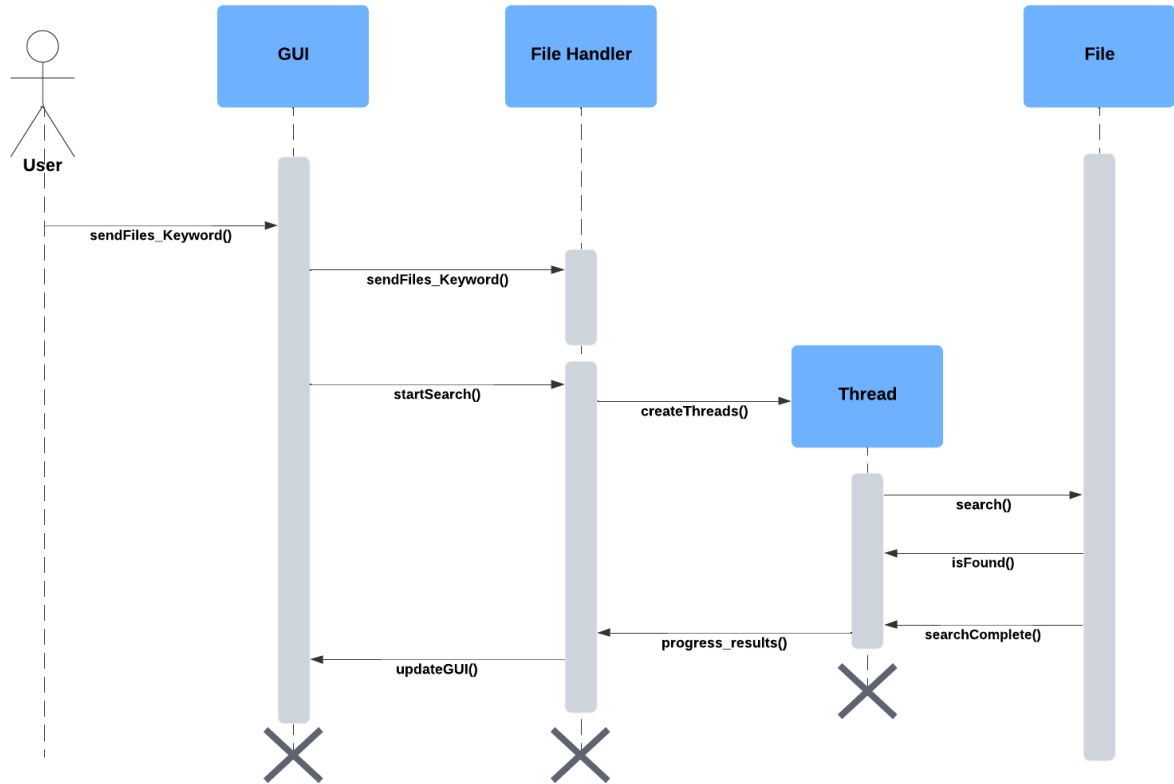 GUI
File Handler
File
User
sendFiles_Keyword()
sendFiles_Keyword()
startSearch()
Thread
createThreads()
search()
isFound()
searchComplete()
progress_results()
updateGUI()